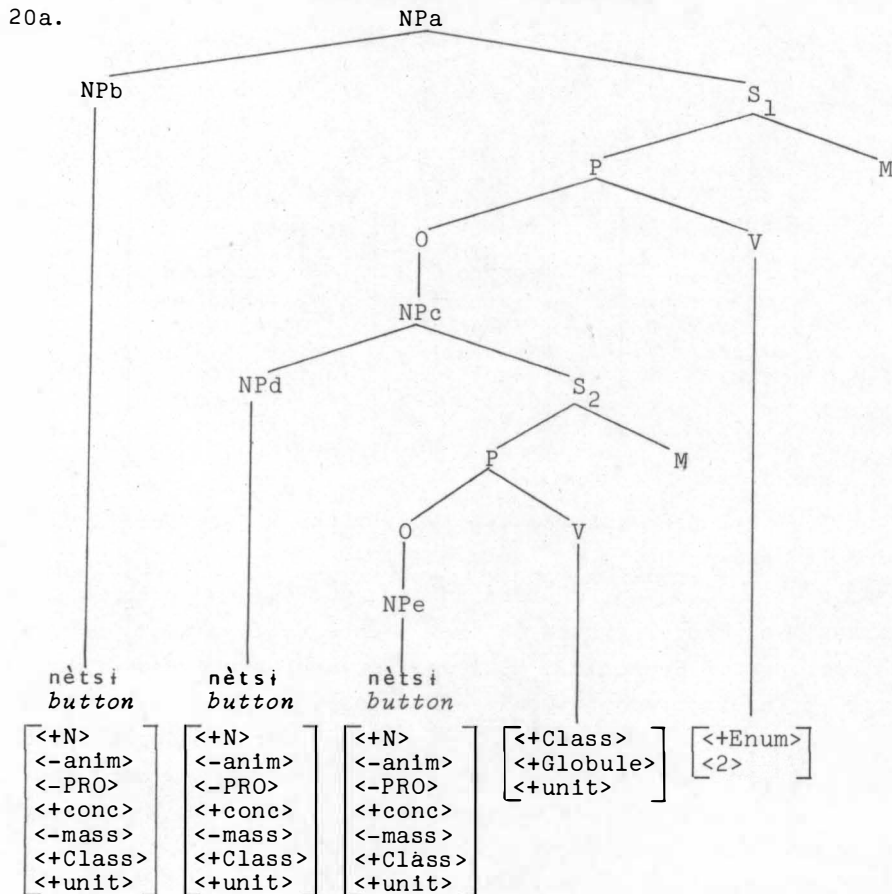 20a. NPa
NPb S1
P M
O V
NPc
NPd S2
P M
O V
NPe
nètsɨ nètsɨ nètsɨ
button button button
<+N> <+N> <+N> <+Class> <+Enum>
<-anim> <-anim> <-anim> <+Globule> <2>
<-PRO> <-PRO> <-PRO> <+unit>
<+conc> <+conc> <+conc>
<-mass> <-mass> <-mass>
<+Class> <+Class> <+Class>
<+unit> <+unit> <+unit>